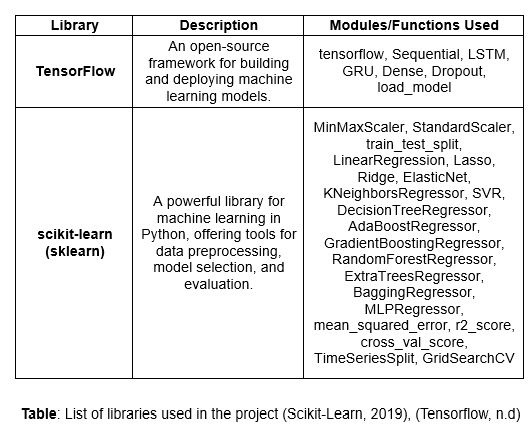 Library Description Modules/Functions Used
TensorFlow
An open-source
framework for building
and deploying machine
learning models.
tensorflow, Sequential, LSTM,
GRU, Dense, Dropout,
load_model
scikit-learn
(sklearn)
A powerful library for
machine learning in
Python, offering tools for
data preprocessing,
model selection, and
evaluation.
MinMaxScaler, StandardScaler,
train_test_split,
LinearRegression, Lasso,
Ridge, ElasticNet,
KNeighborsRegressor, SVR,
DecisionTreeRegressor,
AdaBoostRegressor,
GradientBoostingRegressor,
RandomForestRegressor,
ExtraTreesRegressor,
BaggingRegressor,
MLPRegressor,
mean_squared_error, r2_score,
cross_val_score,
TimeSeriesSplit, GridSearchCV
Table: List of libraries used in the project (Scikit-Learn, 2019), (Tensorflow, n.d)